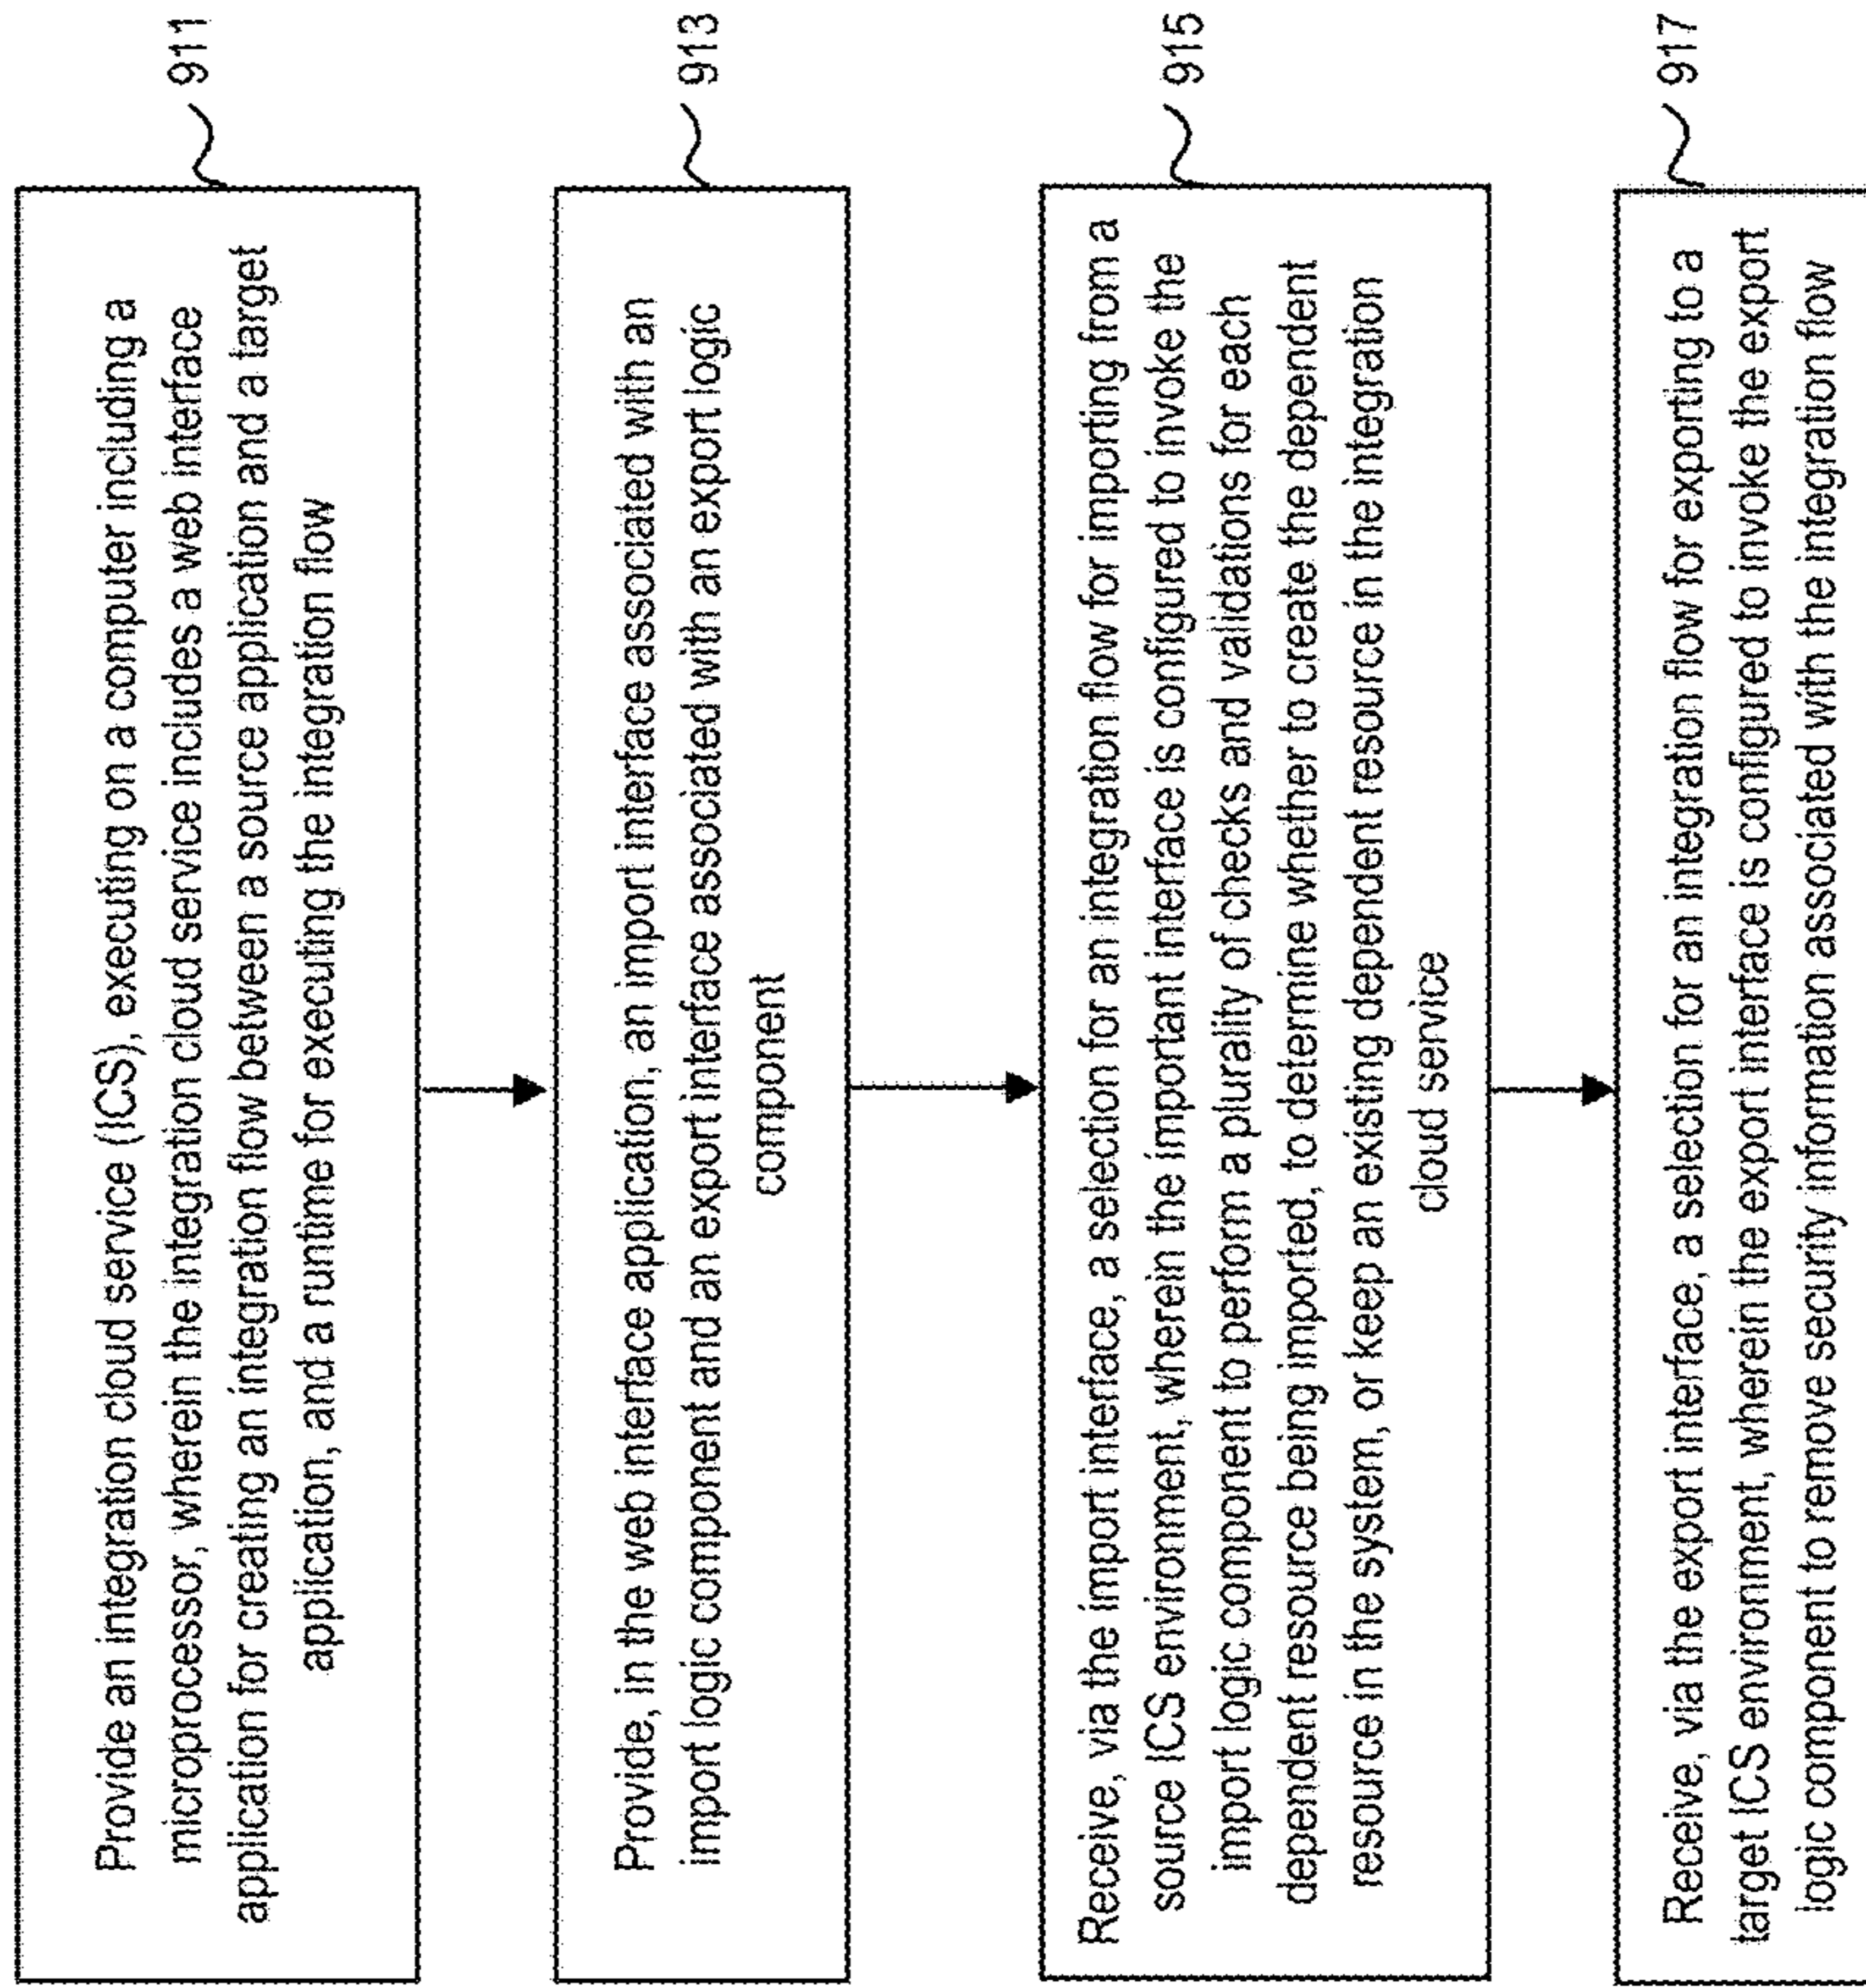 Provide an integration cloud service (ICS), executing on a computer including a
microprocessor, wherein the integration cloud service includes a web interface
application for creating an integration flow between a source application and a target
application, and a runtime for executing the integration flow
911
Provide, in the web interface application, an import interface associated with an
import logic component and an export interface associated with an export logic
component
913
Receive, via the import interface, a selection for an integration flow for importing from a
source ICS environment, wherein the important interface is configured to invoke the
import logic component to perform a plurality of checks and validations for each
dependent resource being imported, to determine whether to create the dependent
resource in the system, or keep an existing dependent resource in the integration
cloud service
915
Receive, via the export interface, a selection for an integration flow for exporting to a
target ICS environment, wherein the export interface is configured to invoke the export
logic component to remove security information associated with the integration flow
917